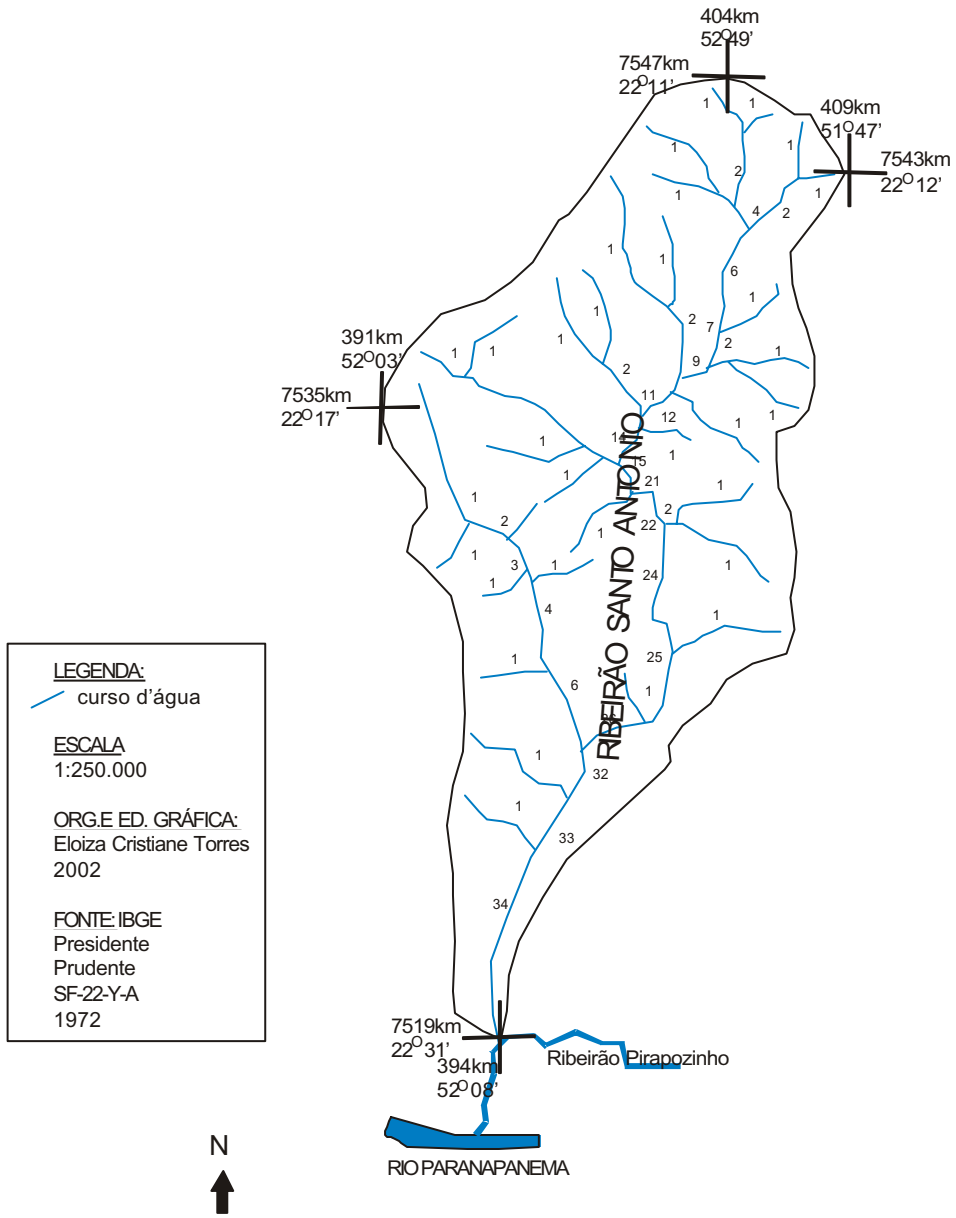 404km
52O49'
7547km
22O11'
409km
51O47'
7543km
22O12'
1
1
1
1
1
2
1
1
4
2
6
1
1
1
1
2
7
2
391km
52O03'
1
1
1
1
9
2
11
7535km
22O17'
12
1
1
14
1
15
1
1
21
1
1
2
2
22
1
1
3
1
1
24
1
4
1
25
1
6
1
26
1
32
1
33
34
RIBEIRÃO SANTO ANTONIO
LEGENDA:
curso d'água
ESCALA
1:250.000
ORG.E ED. GRÁFICA:
Eloiza Cristiane Torres
2002
FONTE: IBGE
Presidente
Prudente
SF-22-Y-A
1972
7519km
22O31'
394km
52O08'
Ribeirão Pirapozinho
N
RIO PARANAPANEMA